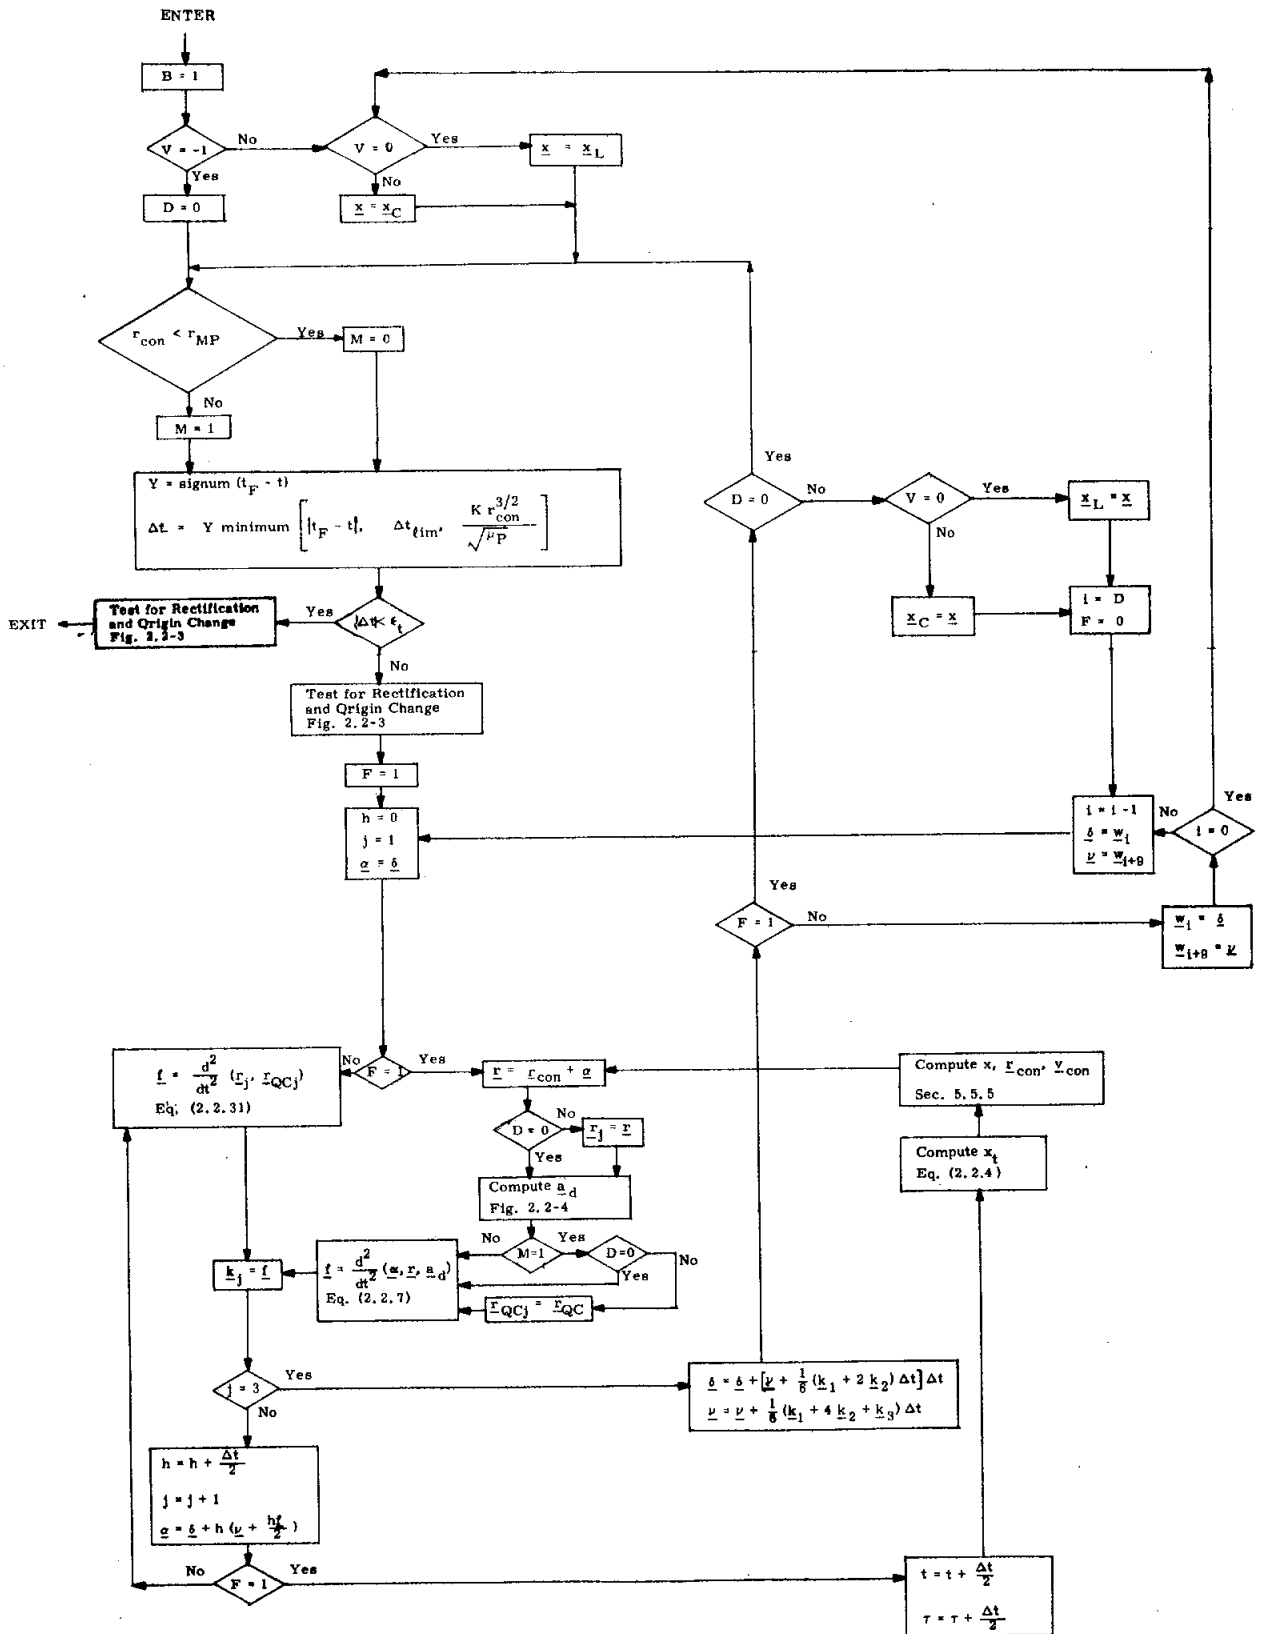 ENTER
B = 1
V = -1
No
Yes
V = 0
Yes
No
x = x_L
x = x_C
D = 0
r_con < r_MP
Yes
M = 0
No
M = 1
Y = signum (t_F - t)
Δt = Y minimum [|t_F - t|, Δt_ℓim, K r_con^3/2 / √μ_P]
EXIT
Test for Rectification
and Qrigin Change
Fig. 2.2-3
Yes
|Δt|< ε_t
No
Test for Rectification
and Qrigin Change
Fig. 2.2-3
F = 1
h = 0
j = 1
α = δ
Yes
D = 0
No
V = 0
Yes
x_L = x
No
x_C = x
i = D
F = 0
i = i - 1
δ = w_i
ν = w_i+9
No
i = 0
Yes
Yes
F = 1
No
w_i = δ
w_i+9 = ν
f = d²/dt² (r_j, r_QCj)
Eq. (2.2.31)
No
F = 1
Yes
r = r_con + α
Compute x, r_con, v_con
Sec. 5.5.5
D = 0
No
r_j = r
Yes
Compute x_t
Eq. (2.2.4)
Compute a_d
Fig. 2.2-4
No
M=1
Yes
D=0
No
Yes
k_j = f
f = d²/dt² (α, r, a_d)
Eq. (2.2.7)
r_QCj = r_QC
j = 3
Yes
No
δ = δ + [ν + 1/6 (k_1 + 2 k_2) Δt] Δt
ν = ν + 1/6 (k_1 + 4 k_2 + k_3) Δt
h = h + Δt/2
j = j + 1
α = δ + h (ν + hf/2)
No
F = 1
Yes
t = t + Δt/2
τ = τ + Δt/2